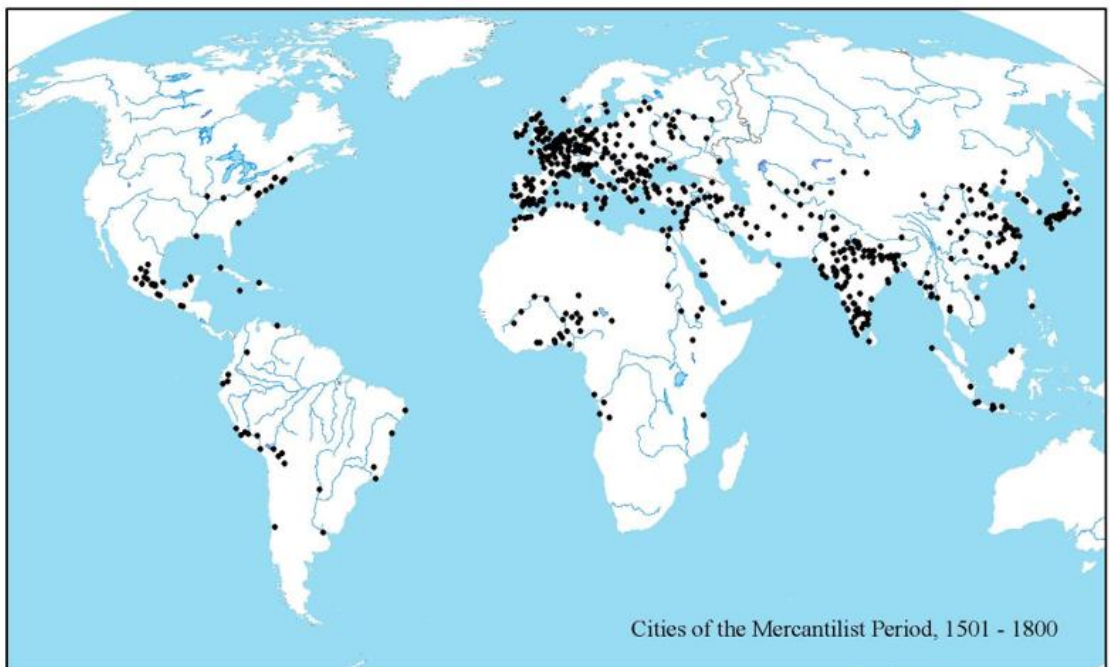 Cities of the Mercantilist Period, 1501 - 1800